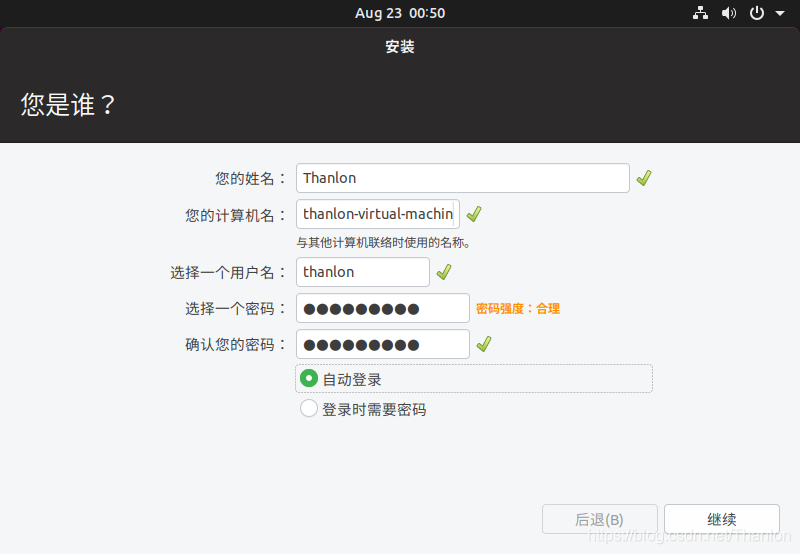 Aug 23 00:50
安装
您是谁？
您的姓名： Thanlon
您的计算机名： thanlon-virtual-machin
与其他计算机联络时使用的名称。
选择一个用户名： thanlon
选择一个密码： ●●●●●●●●● 密码强度：合理
确认您的密码： ●●●●●●●●●
自动登录
登录时需要密码
后退(B) 继续
https://blog.csdn.net/Thanlon